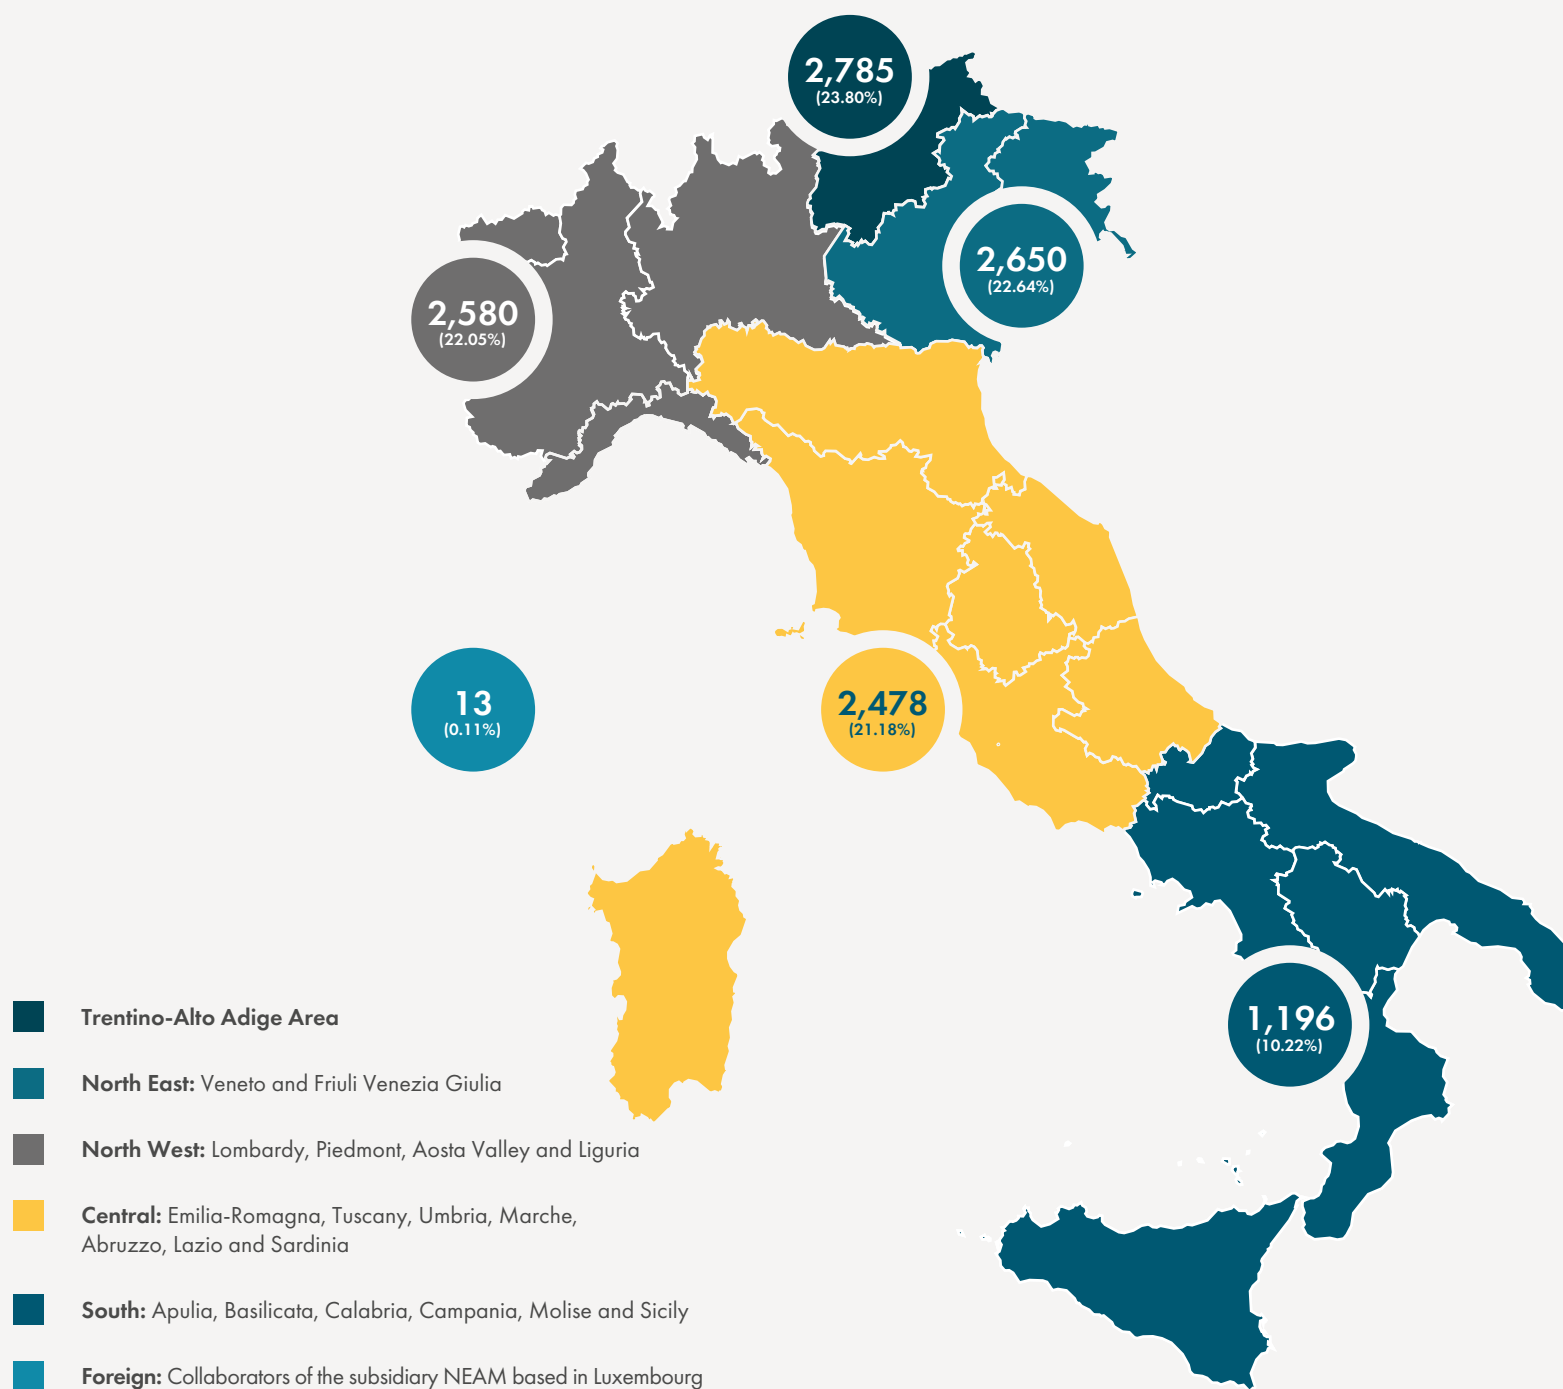 2,785
(23.80%)
2,650
(22.64%)
2,580
(22.05%)
13
(0.11%)
2,478
(21.18%)
1,196
(10.22%)
Trentino-Alto Adige Area
North East: Veneto and Friuli Venezia Giulia
North West: Lombardy, Piedmont, Aosta Valley and Liguria
Central: Emilia-Romagna, Tuscany, Umbria, Marche,
Abruzzo, Lazio and Sardinia
South: Apulia, Basilicata, Calabria, Campania, Molise and Sicily
Foreign: Collaborators of the subsidiary NEAM based in Luxembourg